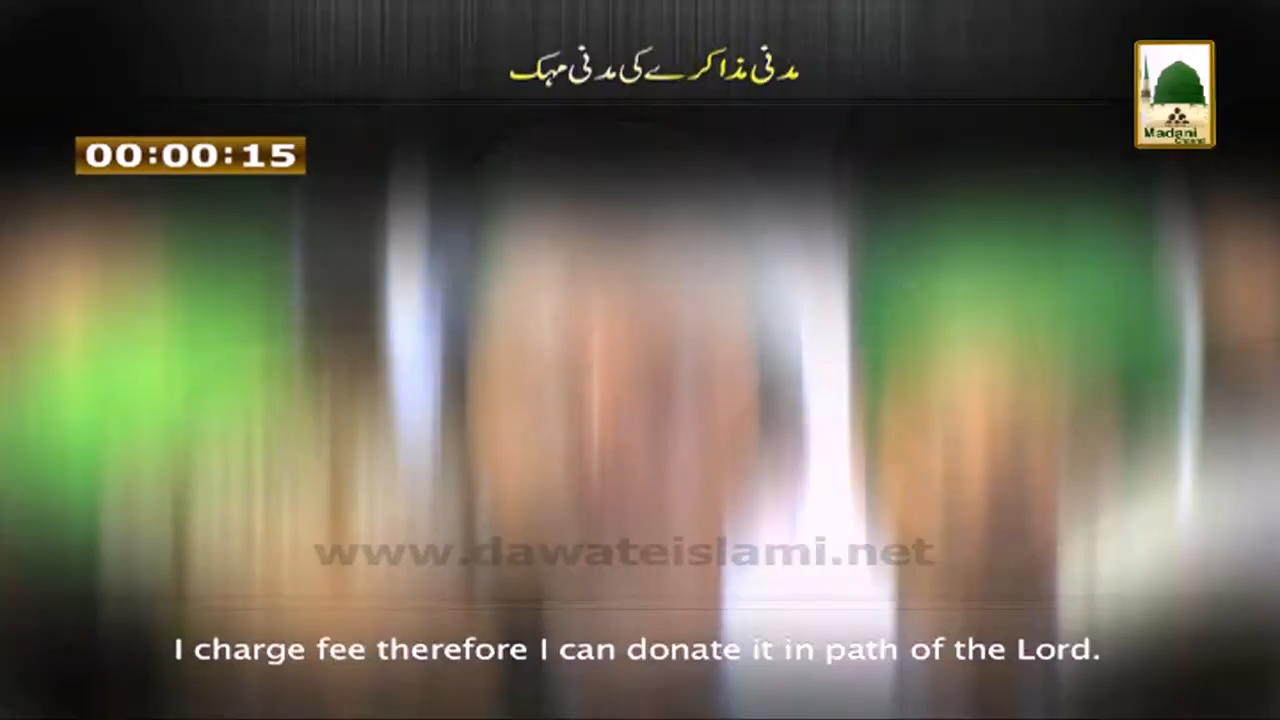 مدنی مذاکرے کی مدنی مہک
00:00:15
Madani
Channel
www.dawateislami.net
I charge fee therefore I can donate it in path of the Lord.